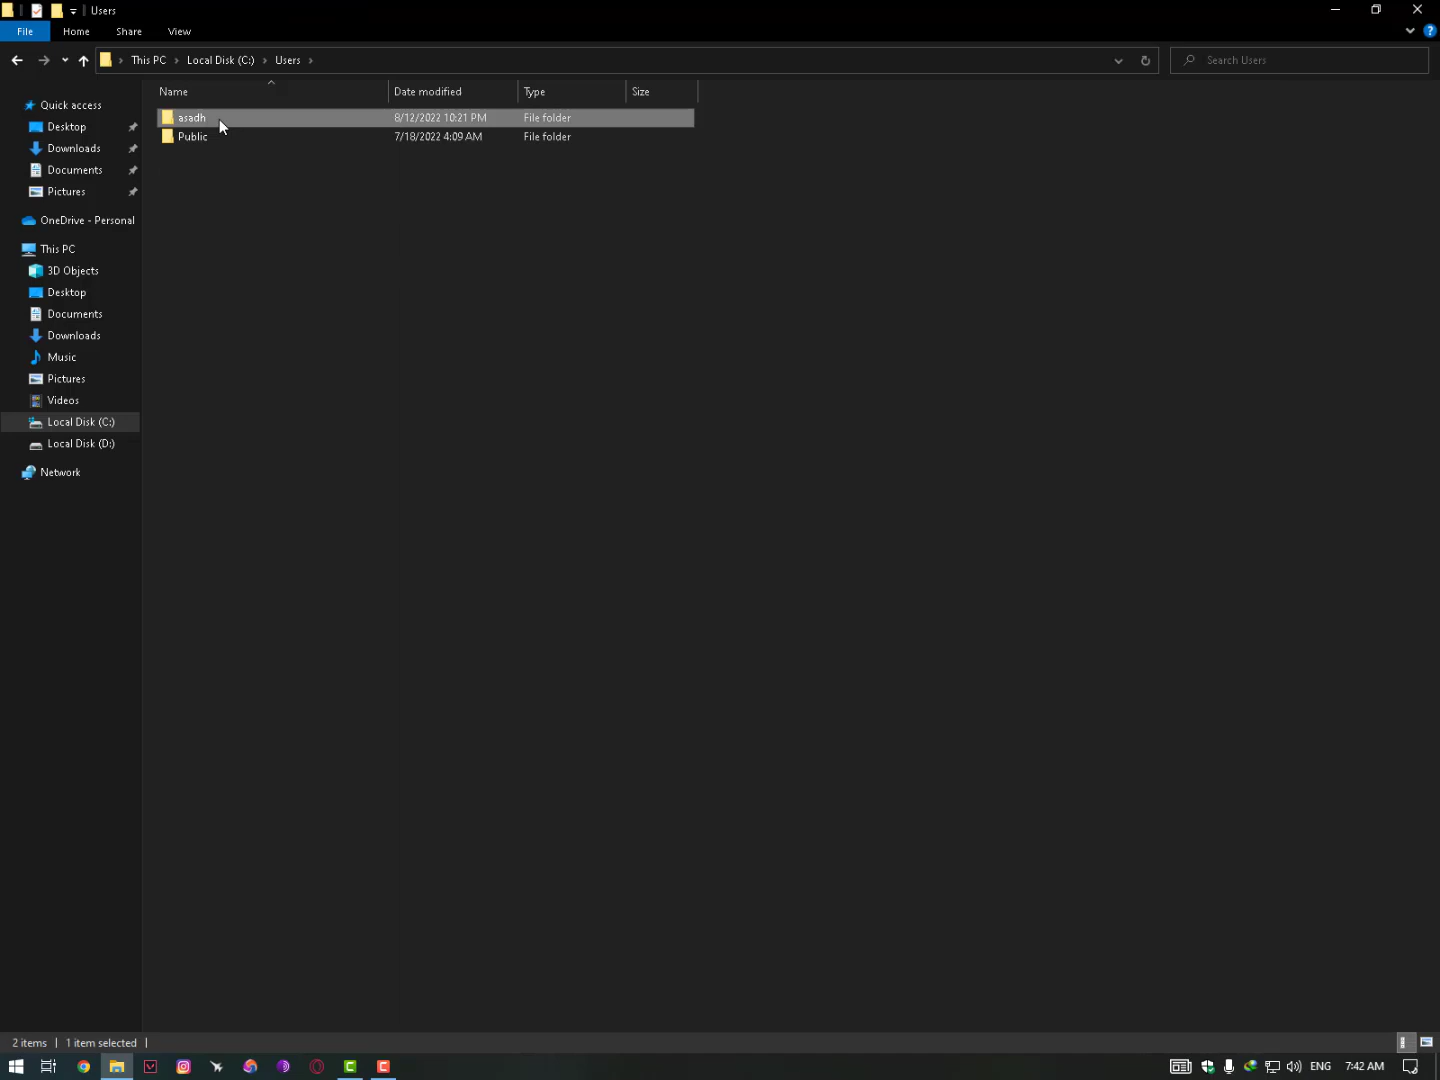 Users
File Home Share View
This PC Local Disk (C:) Users
Search Users
Name Date modified Type Size
asadh 8/12/2022 10:21 PM File folder
Public 7/18/2022 4:09 AM File folder
Quick access
Desktop
Downloads
Documents
Pictures
OneDrive - Personal
This PC
3D Objects
Desktop
Documents
Downloads
Music
Pictures
Videos
Local Disk (C:)
Local Disk (D:)
Network
2 items 1 item selected
ENG 7:42 AM